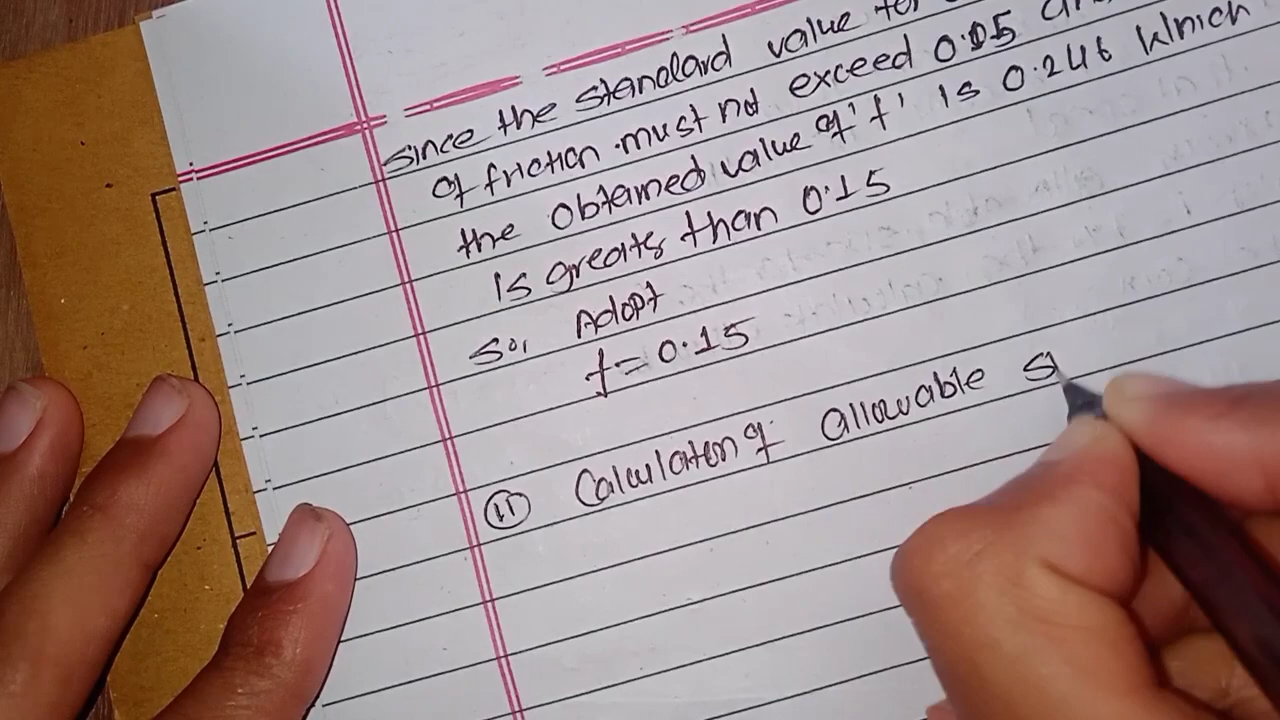 since the standard value for
of friction must not exceed 0.15
the obtained value of 'f' is 0.246 which
is greater than 0.15
So, Adopt
f = 0.15
(ii) Calculation of allowable s